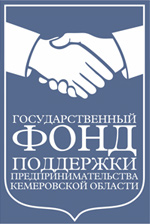 ГОСУДАРСТВЕННЫЙ
ФОНД
ПОДДЕРЖКИ
ПРЕДПРИНИМАТЕЛЬСТВА
КЕМЕРОВСКОЙ ОБЛАСТИ